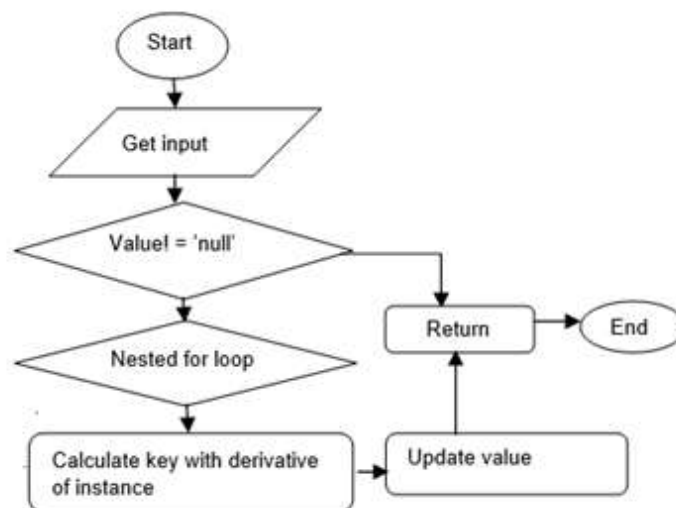 Start
Get input
Value! = 'null'
Return
End
Nested for loop
Calculate key with derivative
of instance
Update value